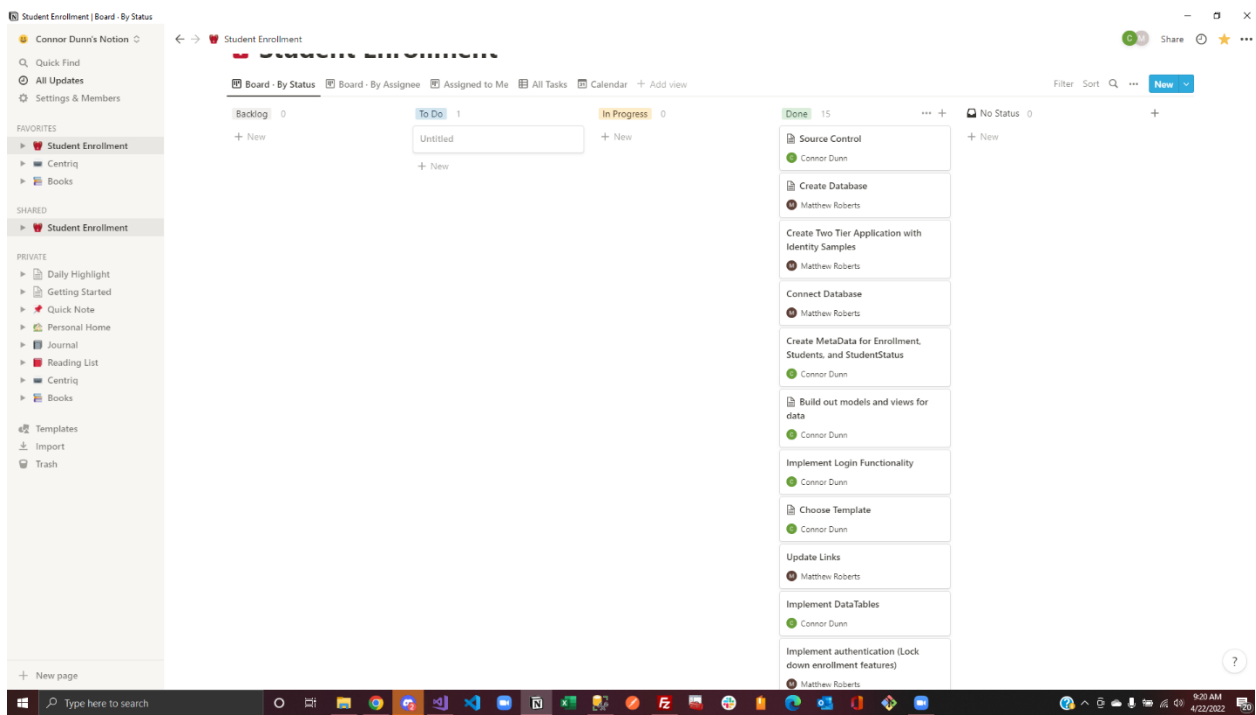 Student Enrollment | Board - By Status
Connor Dunn's Notion
Student Enrollment
Share
Quick Find
All Updates
Settings & Members
FAVORITES
Student Enrollment
Centriq
Books
SHARED
Student Enrollment
PRIVATE
Daily Highlight
Getting Started
Quick Note
Personal Home
Journal
Reading List
Centriq
Books
Templates
Import
Trash
+ New page
Student Enrollment
Board - By Status
Board - By Assignee
Assigned to Me
All Tasks
Calendar
+ Add view
Filter
Sort
New
Backlog 0
+ New
To Do 1
Untitled
+ New
In Progress 0
+ New
Done 15
Source Control
C Connor Dunn
Create Database
M Matthew Roberts
Create Two Tier Application with
Identity Samples
M Matthew Roberts
Connect Database
M Matthew Roberts
Create MetaData for Enrollment,
Students, and StudentStatus
C Connor Dunn
Build out models and views for
data
C Connor Dunn
Implement Login Functionality
C Connor Dunn
Choose Template
C Connor Dunn
Update Links
M Matthew Roberts
Implement DataTables
C Connor Dunn
Implement authentication (Lock
down enrollment features)
M Matthew Roberts
No Status 0
+ New
?
Type here to search
9:20 AM
4/22/2022